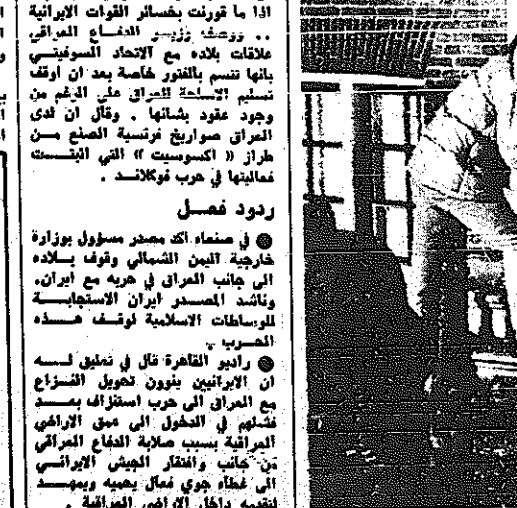 اذا ما قورنت بخسائر القوات الايرانية
.. ووصف وزير الدفاع العراقي
علاقات بلاده مع الاتحاد السوفيتي
بانها تتسم بالفتور خاصة بعد ان اوقف
تسليم الاسلحة للعراق على الرغم من
وجود عقود بشانها . وقال ان لدى
العراق صواريخ فرنسية الصنع من
طراز « اكسوسيت » التي اثبتت
فعاليتها في حرب فوكلاند .
ردود فعل
● في صنعاء اكد مصدر مسؤول بوزارة
خارجية اليمن الشمالي وقوف بلاده
الى جانب العراق في حربه مع ايران.
وناشد المصدر ايران الاستجابة
للوساطات الاسلامية لوقف هذه
الحرب .
● راديو القاهرة قال في تعليق له
ان الايرانيين ينوون تحويل النزاع
مع العراق الى حرب استنزاف بعد
فشلهم في الدخول الى عمق الاراضي
العراقية بسبب صلابة الدفاع العراقي
من جانب وافتقار الجيش الايراني
الى غطاء جوي فعال يحميه ويمهد
لتقدمه داخل الاراضي العراقية .